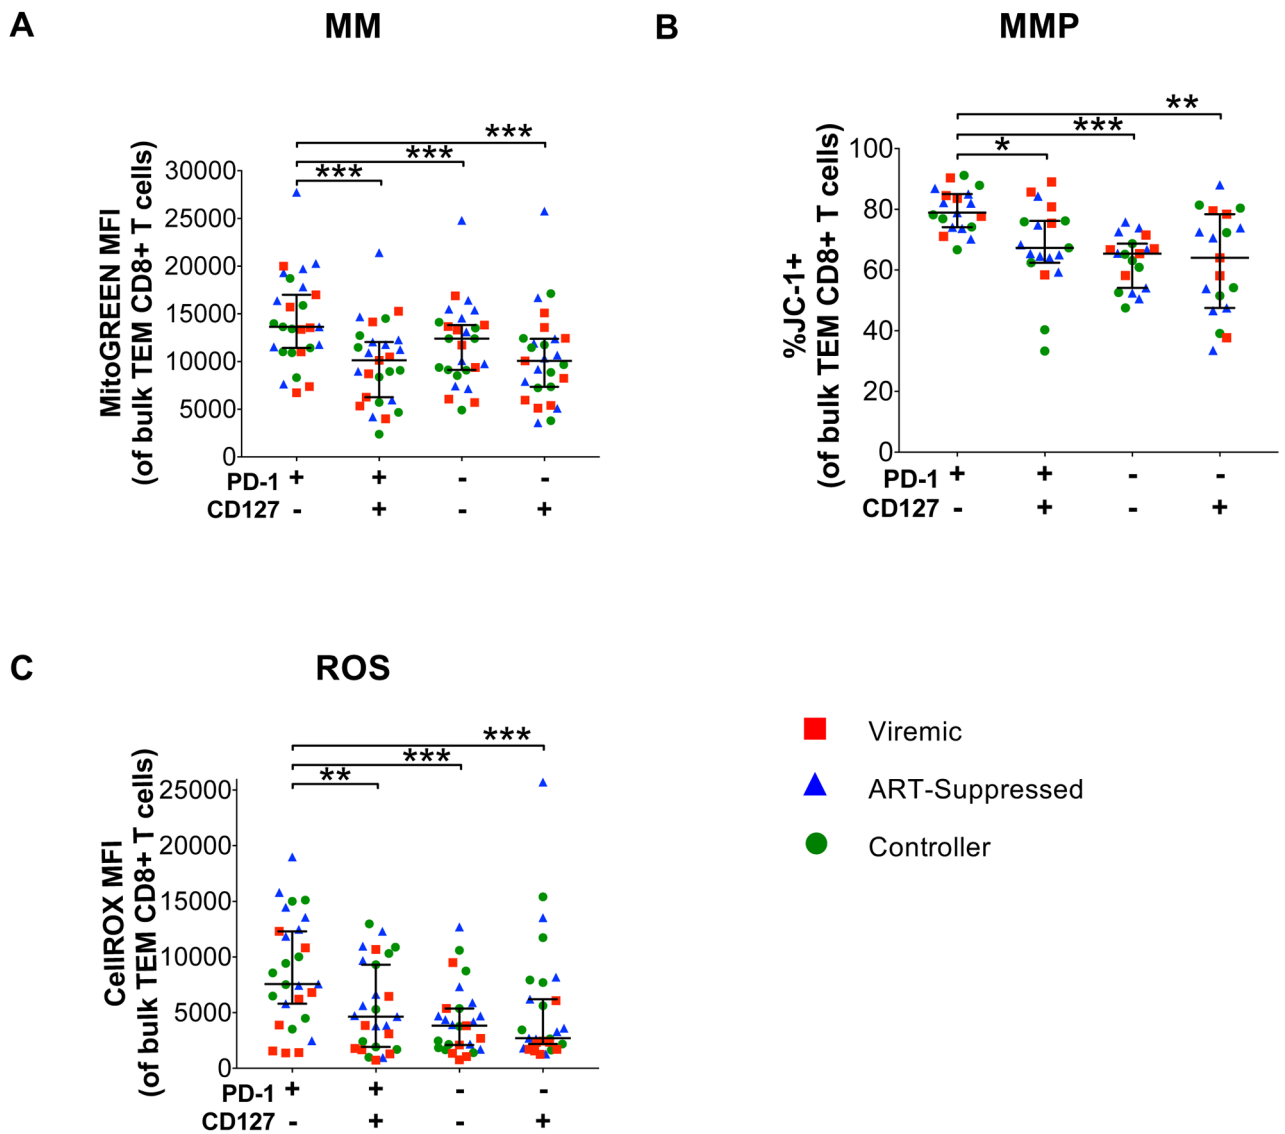 A
MM
MitoGREEN MFI
(of bulk TEM CD8+ T cells)
***
***
***
30000
25000
20000
15000
10000
5000
0
PD-1 + + - -
CD127 - + - +
B
MMP
%JC-1+
(of bulk TEM CD8+ T cells)
**
***
*
100
80
60
40
20
0
PD-1 + + - -
CD127 - + - +
C
ROS
CellROX MFI
(of bulk TEM CD8+ T cells)
***
***
**
25000
20000
15000
10000
5000
0
PD-1 + + - -
CD127 - + - +
Viremic
ART-Suppressed
Controller